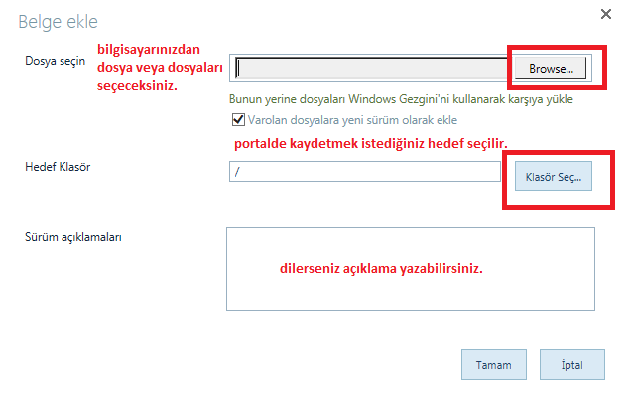 Belge ekle
Dosya seçin
bilgisayarınızdan
dosya veya dosyaları
seçeceksiniz.
Browse...
Bunun yerine dosyaları Windows Gezgini'ni kullanarak karşıya yükle
Varolan dosyalara yeni sürüm olarak ekle
portalde kaydetmek istediğiniz hedef seçilir.
Hedef Klasör
/
Klasör Seç...
Sürüm açıklamaları
dilerseniz açıklama yazabilirsiniz.
Tamam
İptal